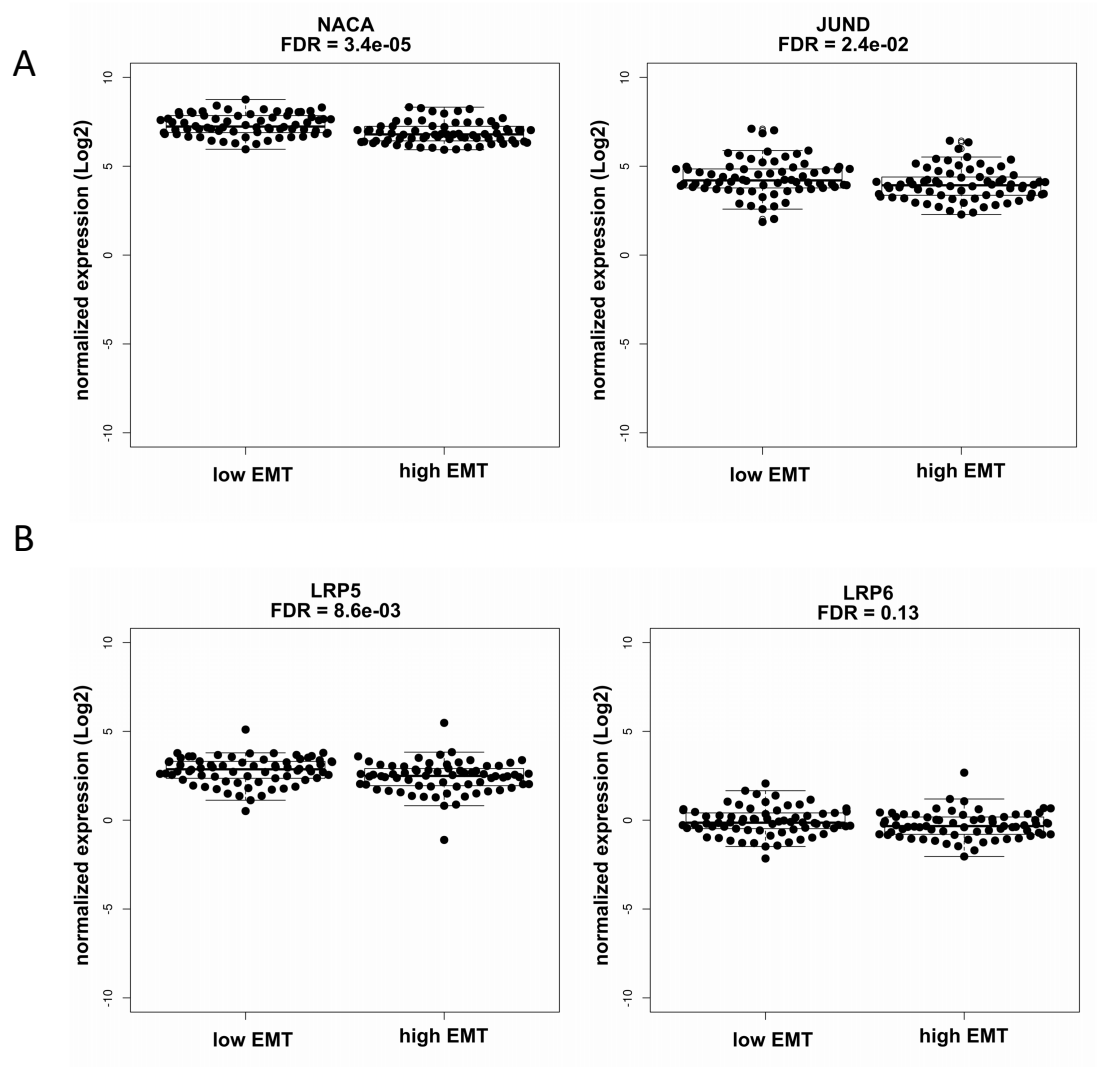 A
NACA
FDR = 3.4e-05
normalized expression (Log2)
10
5
0
-5
-10
low EMT
high EMT
JUND
FDR = 2.4e-02
normalized expression (Log2)
10
5
0
-5
-10
low EMT
high EMT
B
LRP5
FDR = 8.6e-03
normalized expression (Log2)
10
5
0
-5
-10
low EMT
high EMT
LRP6
FDR = 0.13
normalized expression (Log2)
10
5
0
-5
-10
low EMT
high EMT